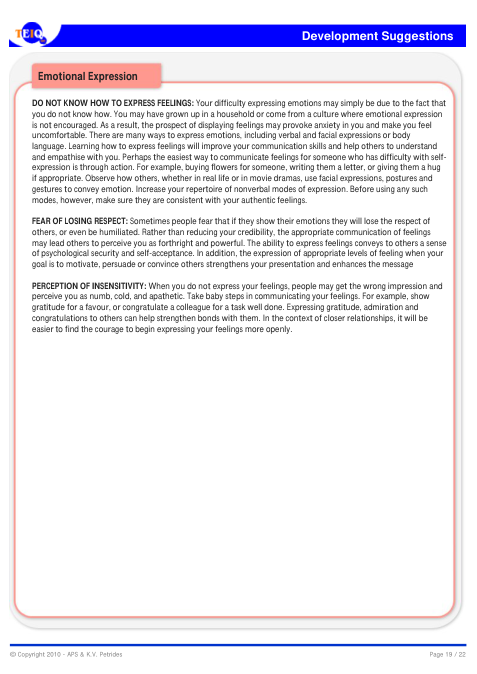 TEIQ
Development Suggestions
Emotional Expression
DO NOT KNOW HOW TO EXPRESS FEELINGS: Your difficulty expressing emotions may simply be due to the fact that
you do not know how. You may have grown up in a household or come from a culture where emotional expression
is not encouraged. As a result, the prospect of displaying feelings may provoke anxiety in you and make you feel
uncomfortable. There are many ways to express emotions, including verbal and facial expressions or body
language. Learning how to express feelings will improve your communication skills and help others to understand
and empathise with you. Perhaps the easiest way to communicate feelings for someone who has difficulty with self-
expression is through action. For example, buying flowers for someone, writing them a letter, or giving them a hug
if appropriate. Observe how others, whether in real life or in movie dramas, use facial expressions, postures and
gestures to convey emotion. Increase your repertoire of nonverbal modes of expression. Before using any such
modes, however, make sure they are consistent with your authentic feelings.
FEAR OF LOSING RESPECT: Sometimes people fear that if they show their emotions they will lose the respect of
others, or even be humiliated. Rather than reducing your credibility, the appropriate communication of feelings
may lead others to perceive you as forthright and powerful. The ability to express feelings conveys to others a sense
of psychological security and self-acceptance. In addition, the expression of appropriate levels of feeling when your
goal is to motivate, persuade or convince others strengthens your presentation and enhances the message
PERCEPTION OF INSENSITIVITY: When you do not express your feelings, people may get the wrong impression and
perceive you as numb, cold, and apathetic. Take baby steps in communicating your feelings. For example, show
gratitude for a favour, or congratulate a colleague for a task well done. Expressing gratitude, admiration and
congratulations to others can help strengthen bonds with them. In the context of closer relationships, it will be
easier to find the courage to begin expressing your feelings more openly.
© Copyright 2010 - APS & K.V. Petrides
Page 19 / 22